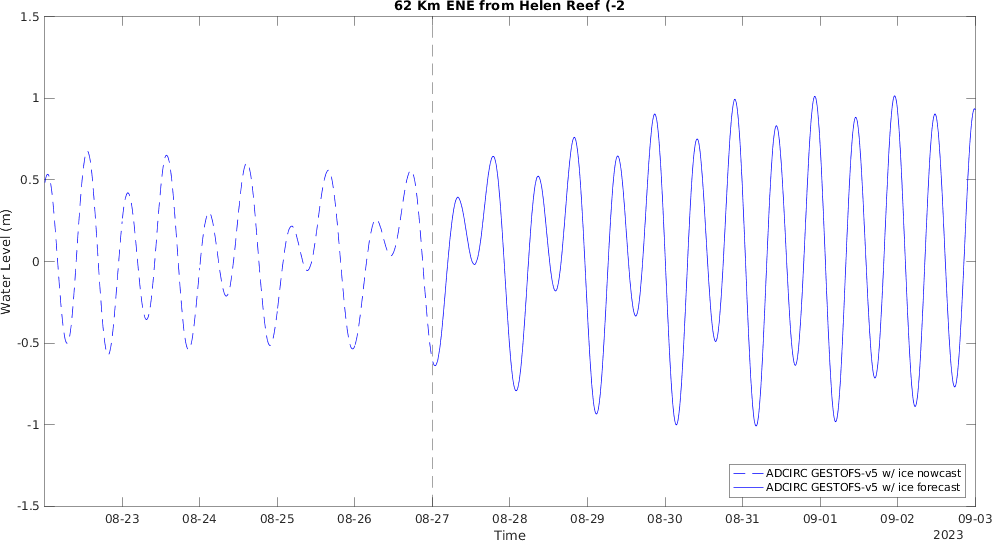 62 Km ENE from Helen Reef (-2
1.5
1
0.5
0
-0.5
-1
-1.5
Water Level (m)
ADCIRC GESTOFS-v5 w/ ice nowcast
ADCIRC GESTOFS-v5 w/ ice forecast
08-23 08-24 08-25 08-26 08-27 08-28 08-29 08-30 08-31 09-01 09-02 09-03
Time
2023